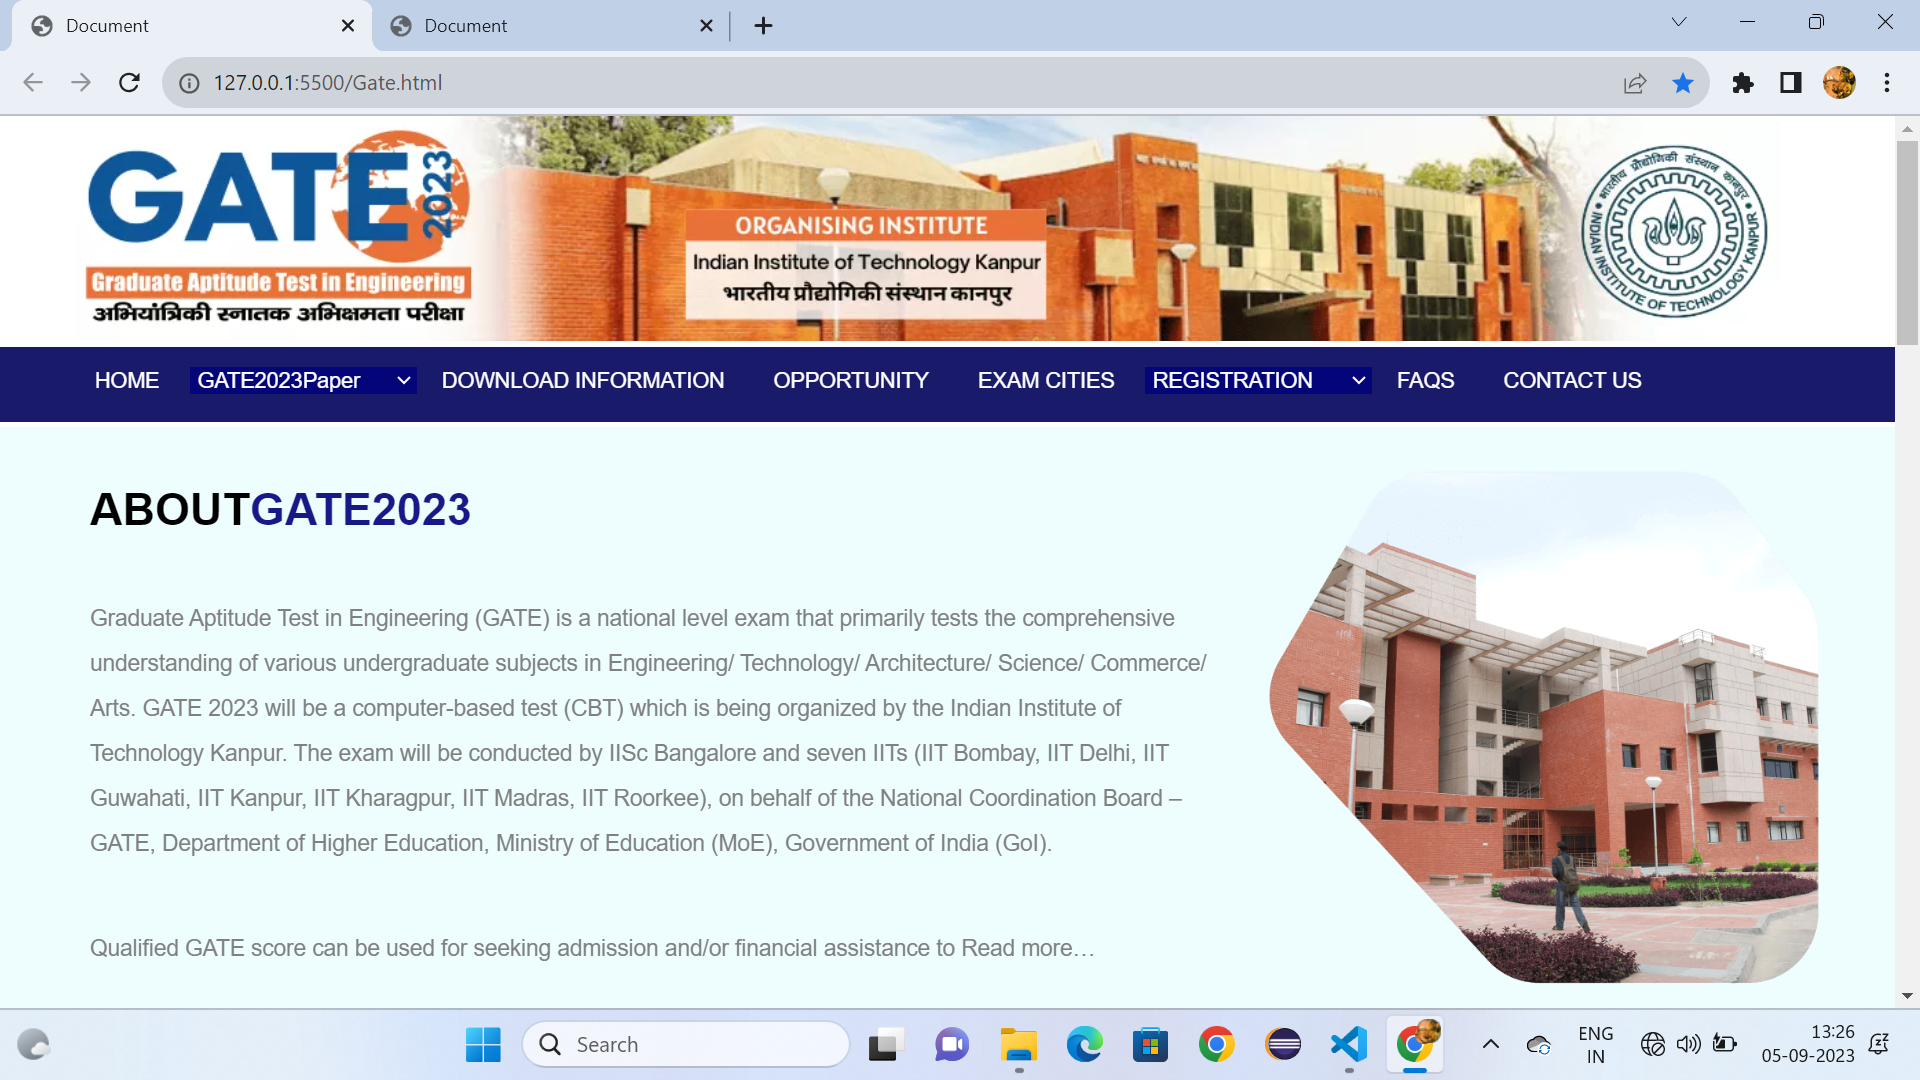 Document
Document
127.0.0.1:5500/Gate.html
GATE 2023
Graduate Aptitude Test in Engineering
अभियांत्रिकी स्नातक अभिक्षमता परीक्षा
ORGANISING INSTITUTE
Indian Institute of Technology Kanpur
भारतीय प्रौद्योगिकी संस्थान कानपुर
भारतीय प्रौद्योगिकी संस्थान कानपुर
INDIAN INSTITUTE OF TECHNOLOGY KANPUR
HOME GATE2023Paper DOWNLOAD INFORMATION OPPORTUNITY EXAM CITIES REGISTRATION FAQS CONTACT US
ABOUTGATE2023
Graduate Aptitude Test in Engineering (GATE) is a national level exam that primarily tests the comprehensive
understanding of various undergraduate subjects in Engineering/ Technology/ Architecture/ Science/ Commerce/
Arts. GATE 2023 will be a computer-based test (CBT) which is being organized by the Indian Institute of
Technology Kanpur. The exam will be conducted by IISc Bangalore and seven IITs (IIT Bombay, IIT Delhi, IIT
Guwahati, IIT Kanpur, IIT Kharagpur, IIT Madras, IIT Roorkee), on behalf of the National Coordination Board –
GATE, Department of Higher Education, Ministry of Education (MoE), Government of India (GoI).
Qualified GATE score can be used for seeking admission and/or financial assistance to Read more…
Search
ENG
IN
13:26
05-09-2023